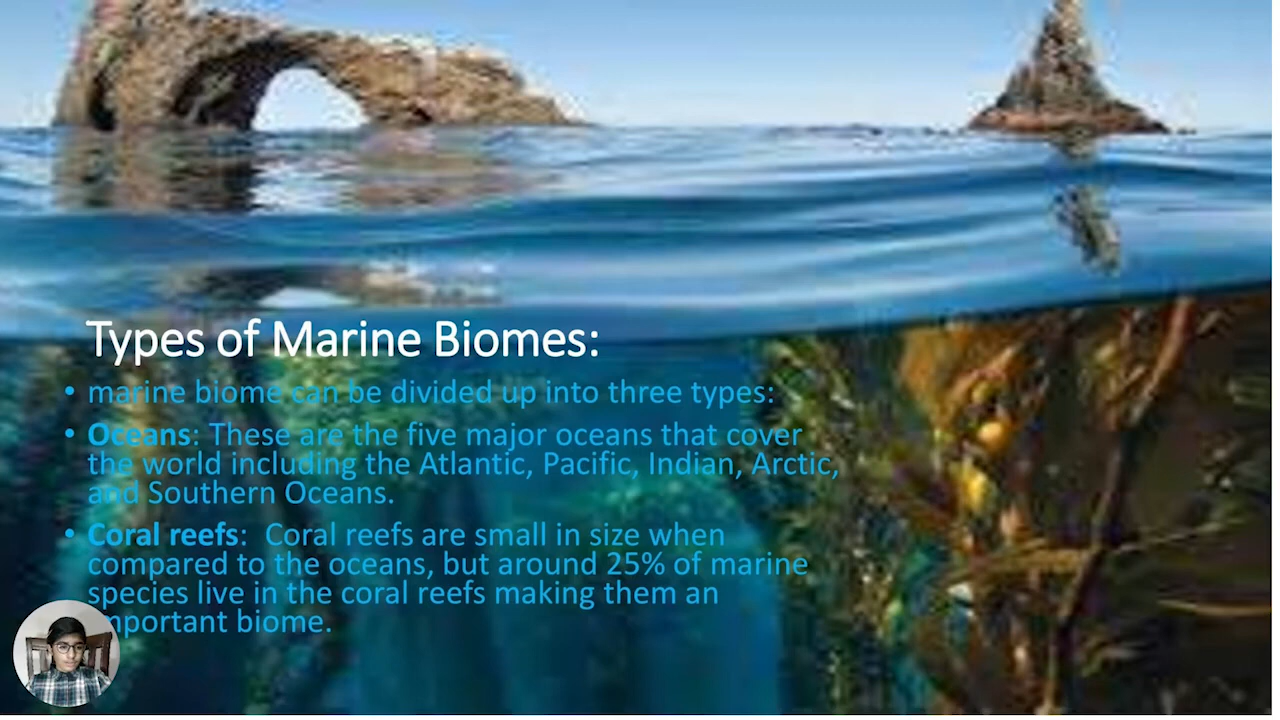 Types of Marine Biomes:
• marine biome can be divided up into three types:
• Oceans: These are the five major oceans that cover
the world including the Atlantic, Pacific, Indian, Arctic,
and Southern Oceans.
• Coral reefs: Coral reefs are small in size when
compared to the oceans, but around 25% of marine
species live in the coral reefs making them an
important biome.